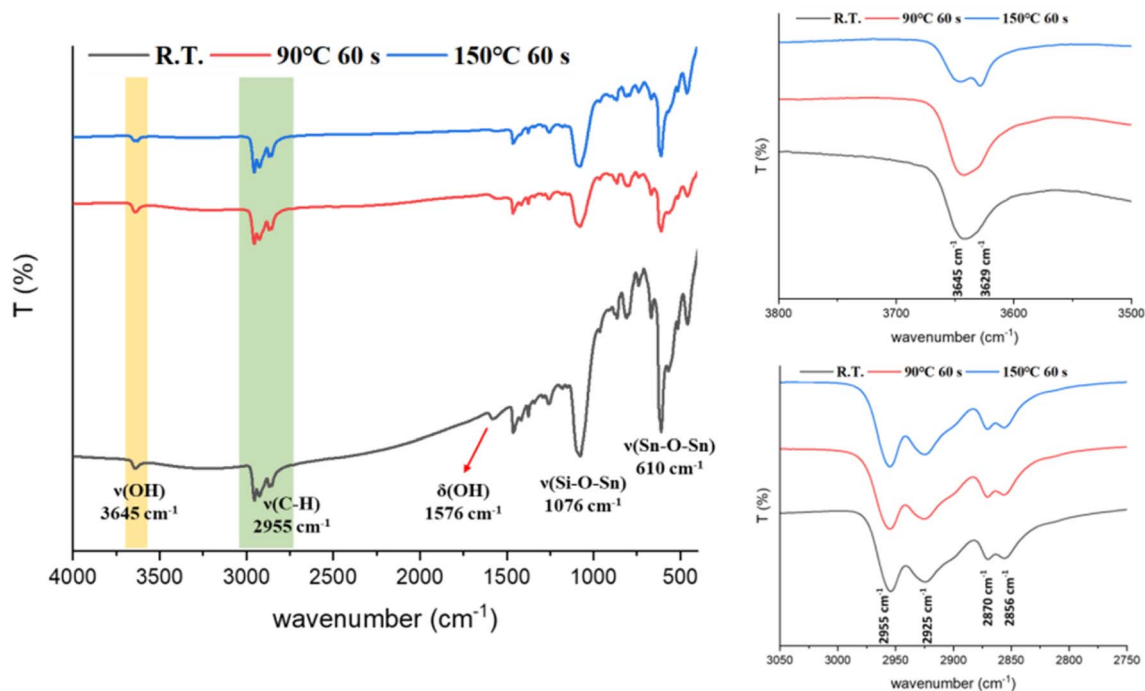 R.T. 90℃ 60 s 150℃ 60 s
T (%)
ν(OH)
3645 cm-1
ν(C-H)
2955 cm-1
δ(OH)
1576 cm-1
ν(Si-O-Sn)
1076 cm-1
ν(Sn-O-Sn)
610 cm-1
4000 3500 3000 2500 2000 1500 1000 500
wavenumber (cm-1)
R.T. 90℃ 60 s 150℃ 60 s
T (%)
3645 cm-1
3629 cm-1
3800 3700 3600 3500
wavenumber (cm-1)
R.T. 90℃ 60 s 150℃ 60 s
T (%)
2955 cm-1
2925 cm-1
2870 cm-1
2856 cm-1
3050 3000 2950 2900 2850 2800 2750
wavenumber (cm-1)